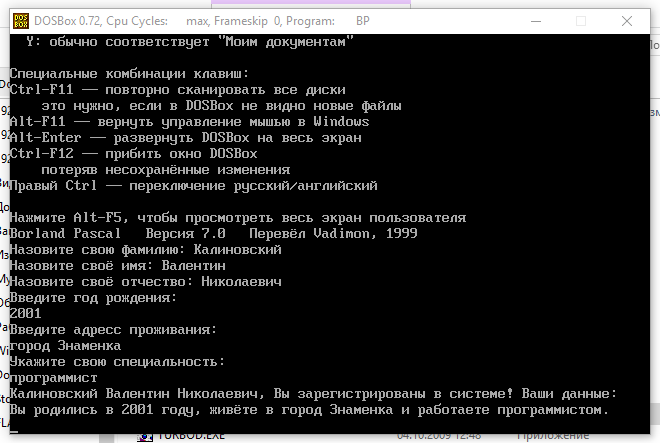 DOSBox 0.72, Cpu Cycles: max, Frameskip 0, Program: BP
Y: обычно соответствует "Моим документам"
Специальные комбинации клавиш:
Ctrl-F11 — повторно сканировать все диски
это нужно, если в DOSBox не видно новые файлы
Alt-F11 — вернуть управление мышью в Windows
Alt-Enter — развернуть DOSBox на весь экран
Ctrl-F12 — прибить окно DOSBox
потеряв несохранённые изменения
Правый Ctrl — переключение русский/английский
Нажмите Alt-F5, чтобы просмотреть весь экран пользователя
Borland Pascal Версия 7.0 Перевёл Vadimon, 1999
Назовите свою фамилию: Калиновский
Назовите своё имя: Валентин
Назовите своё отчество: Николаевич
Введите год рождения:
2001
Введите адресс проживания:
город Знаменка
Укажите свою специальность:
программист
Калиновский Валентин Николаевич, Вы зарегистрированы в системе! Ваши данные:
Вы родились в 2001 году, живёте в город Знаменка и работаете программистом.
TURBOD.EXE 04.10.2009 12:48 Приложение